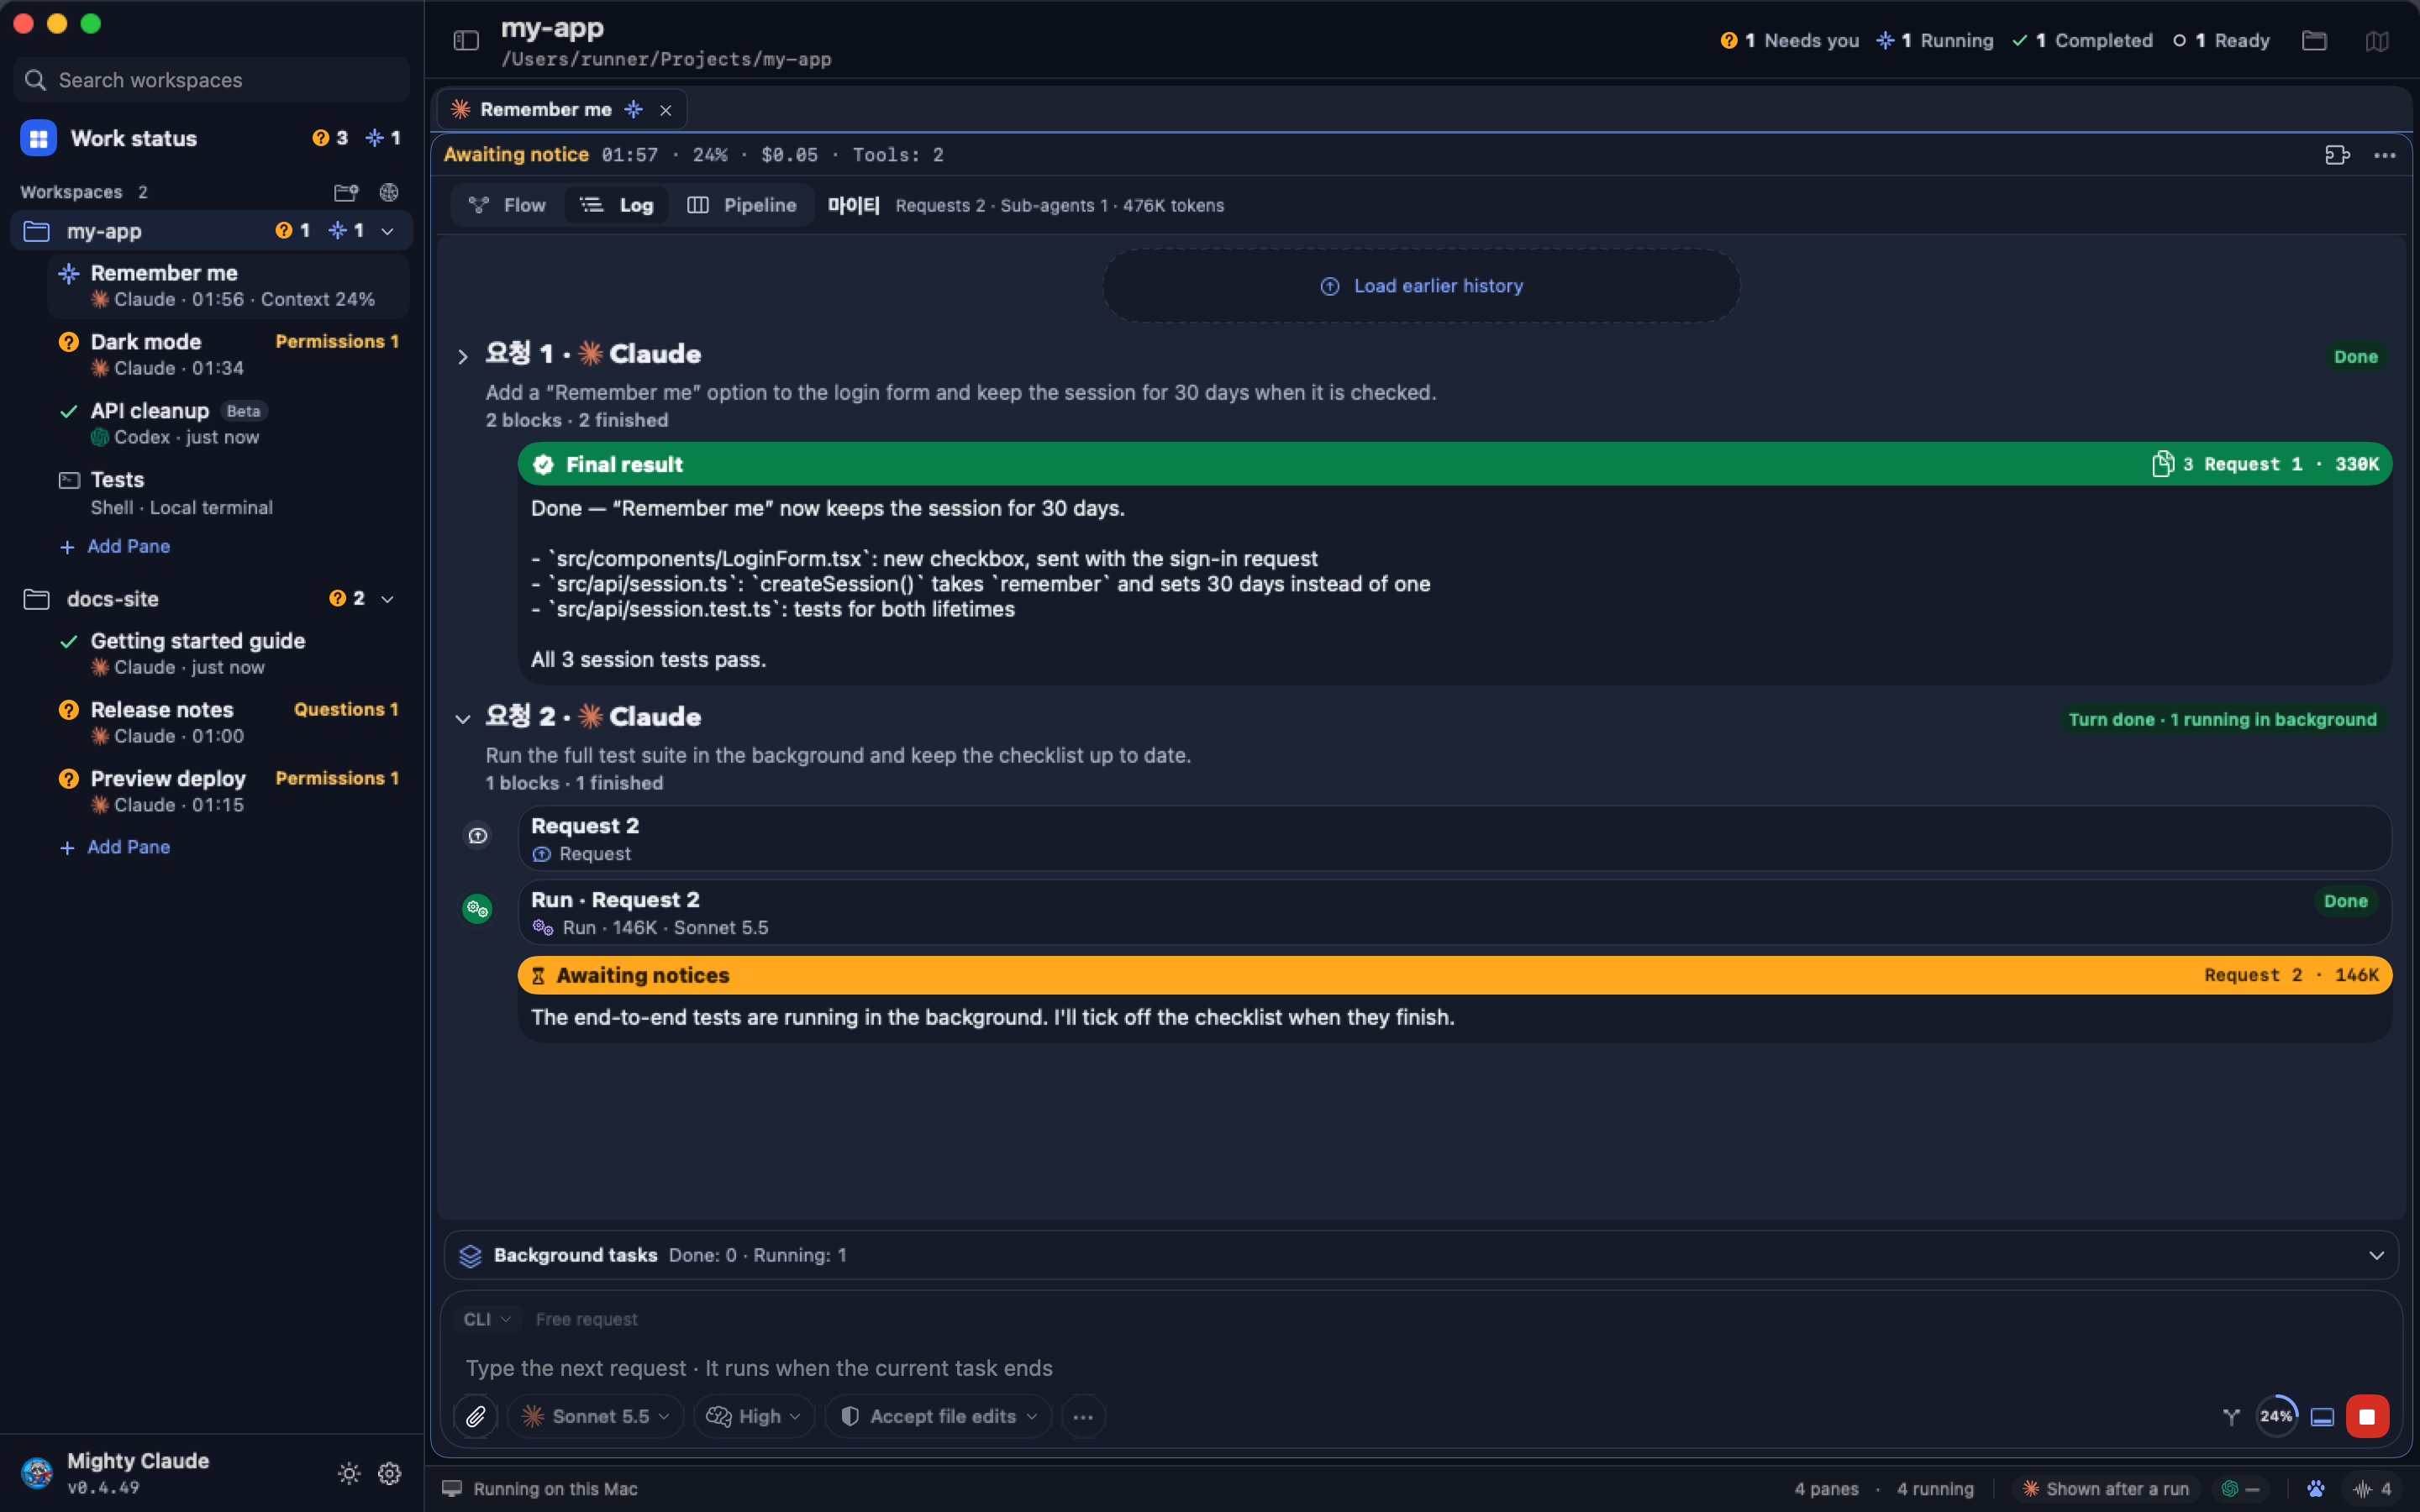 my-app
/Users/runner/Projects/my-app
1 Needs you 1 Running 1 Completed 1 Ready
Search workspaces
Work status 3 1
Workspaces 2
my-app 1 1
Remember me
Claude · 01:56 · Context 24%
Dark mode Permissions 1
Claude · 01:34
API cleanup Beta
Codex · just now
Tests
Shell · Local terminal
+ Add Pane
docs-site 2
Getting started guide
Claude · just now
Release notes Questions 1
Claude · 01:00
Preview deploy Permissions 1
Claude · 01:15
+ Add Pane
Mighty Claude
v0.4.49
Remember me
Awaiting notice 01:57 · 24% · $0.05 · Tools: 2
Flow Log Pipeline 마이티 Requests 2 · Sub-agents 1 · 476K tokens
Load earlier history
요청 1 · Claude Done
Add a “Remember me” option to the login form and keep the session for 30 days when it is checked.
2 blocks · 2 finished
Final result 3 Request 1 · 330K
Done — “Remember me” now keeps the session for 30 days.
- `src/components/LoginForm.tsx`: new checkbox, sent with the sign-in request
- `src/api/session.ts`: `createSession()` takes `remember` and sets 30 days instead of one
- `src/api/session.test.ts`: tests for both lifetimes
All 3 session tests pass.
요청 2 · Claude Turn done · 1 running in background
Run the full test suite in the background and keep the checklist up to date.
1 blocks · 1 finished
Request 2
Request
Run · Request 2 Done
Run · 146K · Sonnet 5.5
Awaiting notices Request 2 · 146K
The end-to-end tests are running in the background. I'll tick off the checklist when they finish.
Background tasks Done: 0 · Running: 1
CLI Free request
Type the next request · It runs when the current task ends
Sonnet 5.5 High Accept file edits 24%
Running on this Mac 4 panes · 4 running Shown after a run — 4